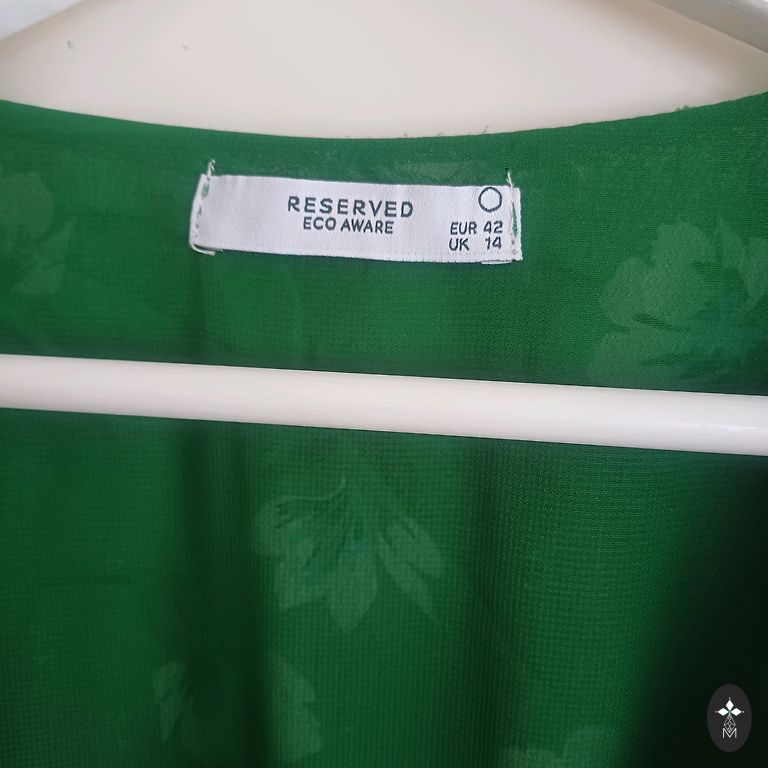 RESERVED
ECO AWARE
EUR 42
UK 14
M